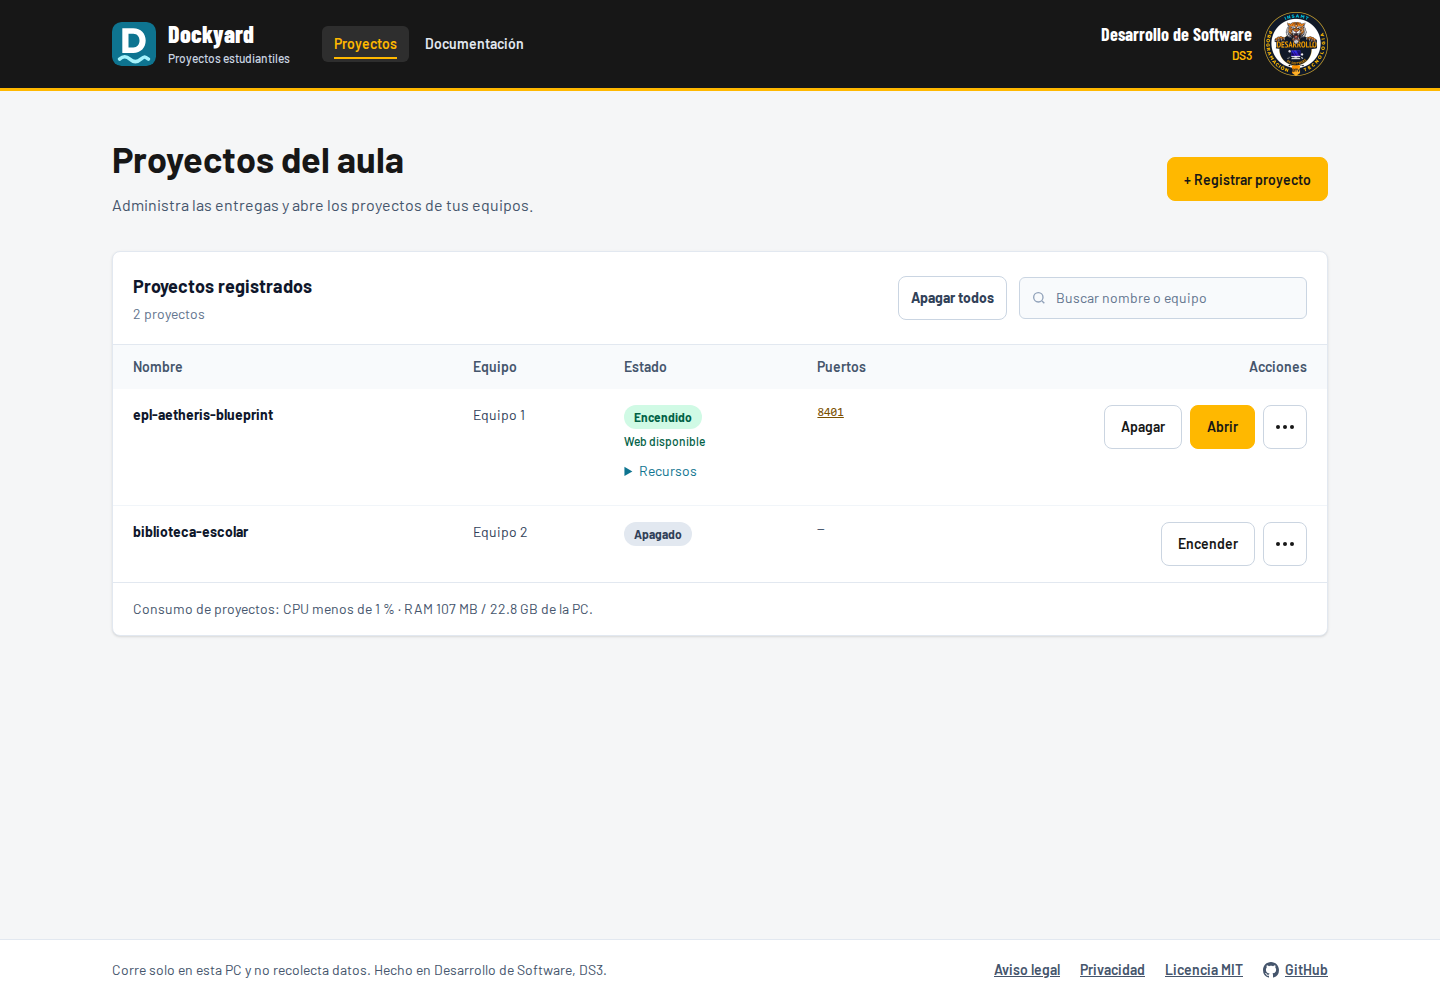 Dockyard
Proyectos estudiantiles
Proyectos
Documentación
Desarrollo de Software
DS3
INSAMT
DESARROLLO
PROGRAMACIÓN
TECNOLOGÍA
Proyectos del aula
Administra las entregas y abre los proyectos de tus equipos.
+ Registrar proyecto
Proyectos registrados
2 proyectos
Apagar todos
Buscar nombre o equipo
Nombre Equipo Estado Puertos Acciones
epl-aetheris-blueprint Equipo 1 Encendido 8401 Apagar Abrir
Web disponible
Recursos
biblioteca-escolar Equipo 2 Apagado — Encender
Consumo de proyectos: CPU menos de 1 % · RAM 107 MB / 22.8 GB de la PC.
Corre solo en esta PC y no recolecta datos. Hecho en Desarrollo de Software, DS3.
Aviso legal Privacidad Licencia MIT GitHub